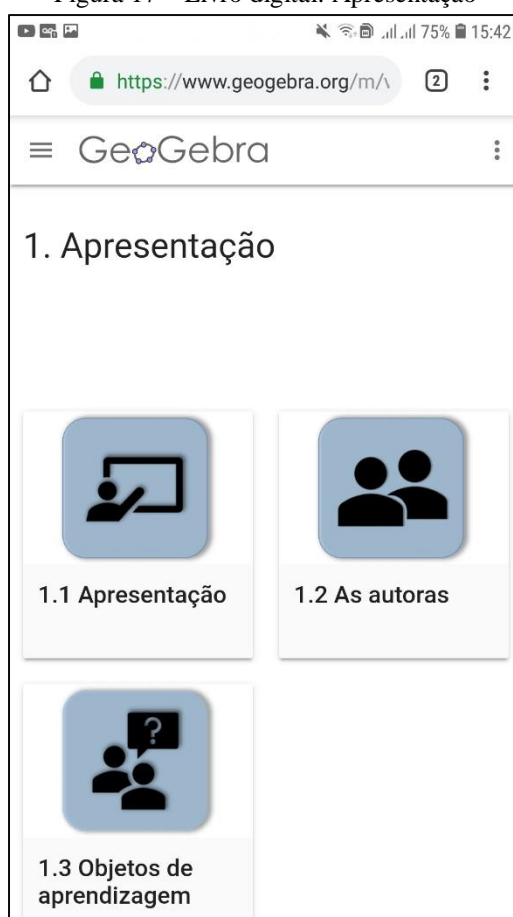 Figura 17 – Livro digital: Apresentação
75% 15:42
https://www.geogebra.org/m/
2
GeoGebra
1. Apresentação
1.1 Apresentação
1.2 As autoras
?
1.3 Objetos de
aprendizagem